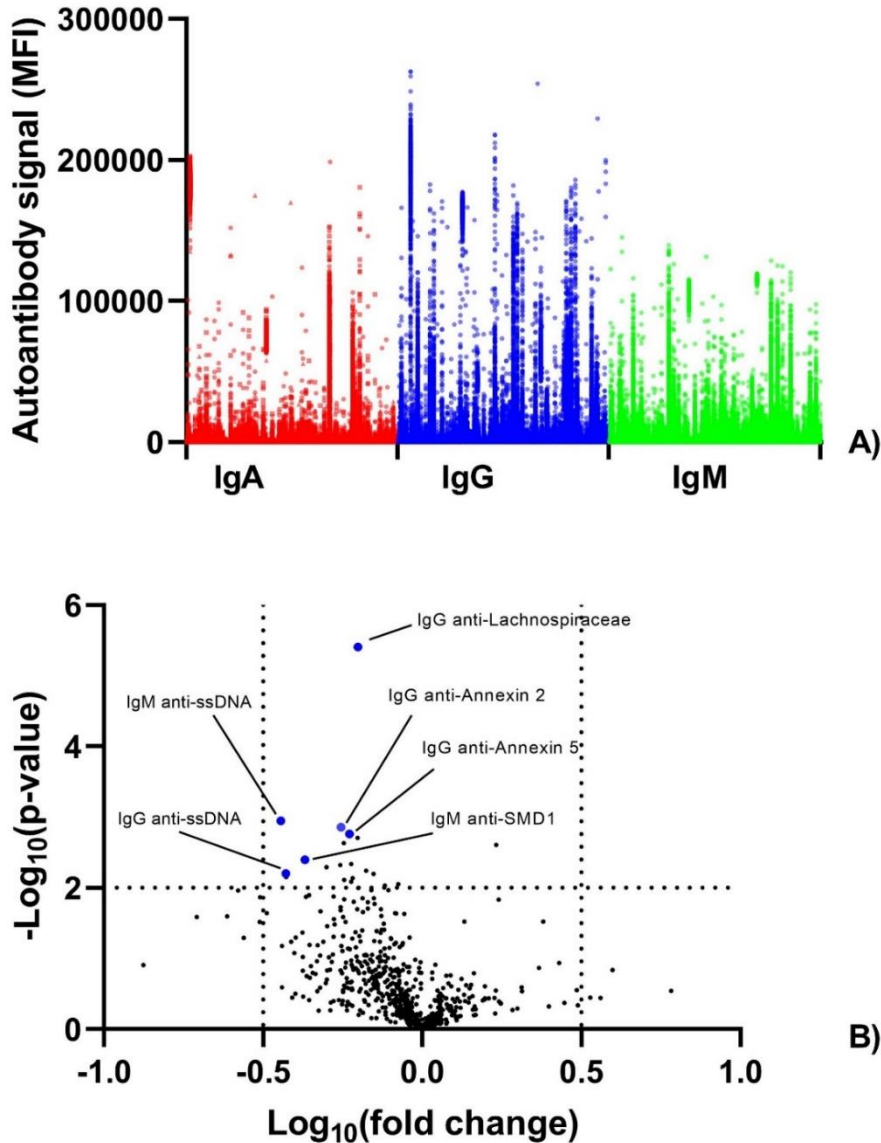 300000
200000
100000
0
Autoantibody signal (MFI)
IgA IgG IgM
A)
6
4
2
0
-Log₁₀(p-value)
IgG anti-Lachnospiraceae
IgM anti-ssDNA
IgG anti-Annexin 2
IgG anti-Annexin 5
IgG anti-ssDNA
IgM anti-SMD1
-1.0 -0.5 0.0 0.5 1.0
Log₁₀(fold change)
B)